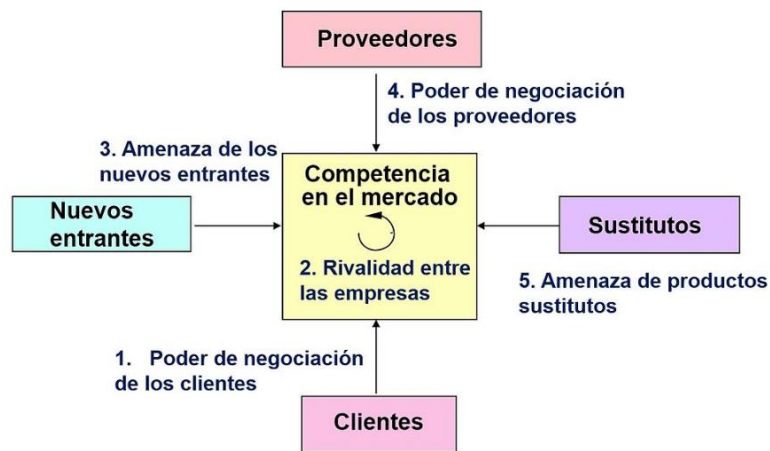 Proveedores
4. Poder de negociación
de los proveedores
3. Amenaza de los
nuevos entrantes
Competencia
en el mercado
Nuevos
entrantes
Sustitutos
2. Rivalidad entre
las empresas
5. Amenaza de productos
sustitutos
1. Poder de negociación
de los clientes
Clientes